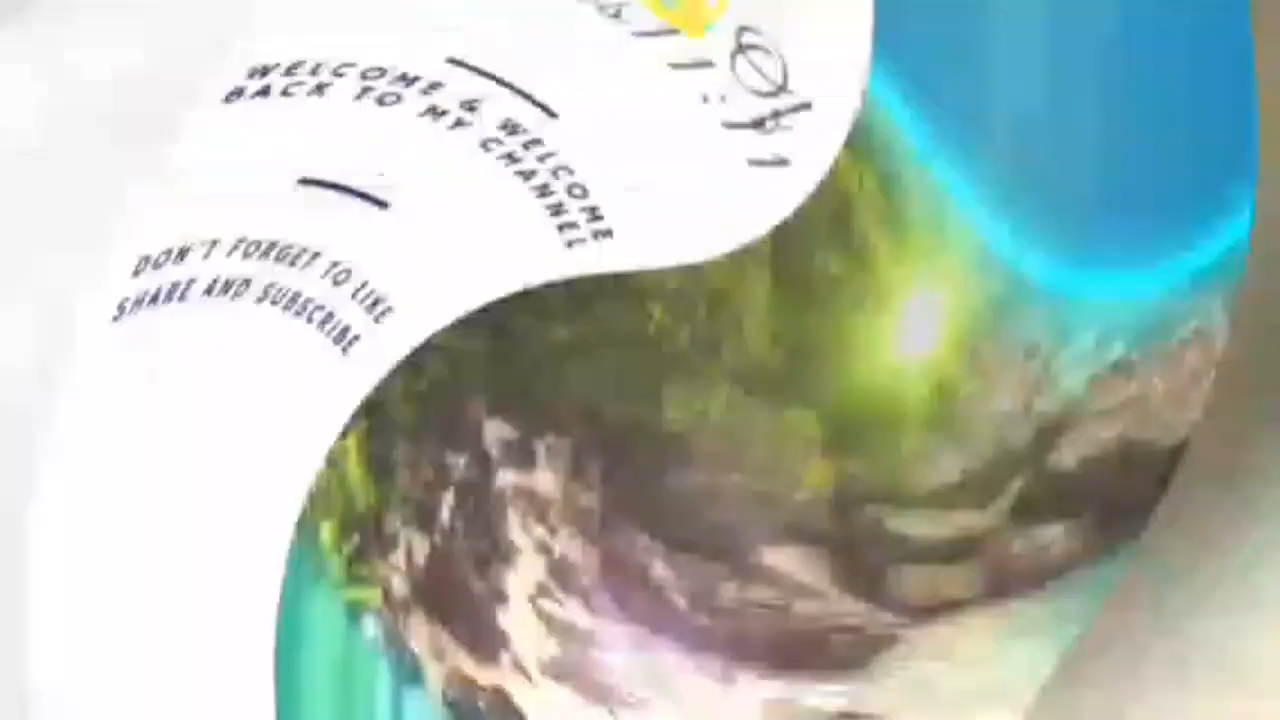 WELCOME & WELCOME
BACK TO MY CHANNEL
DON'T FORGET TO LIKE
SHARE AND SUBSCRIBE